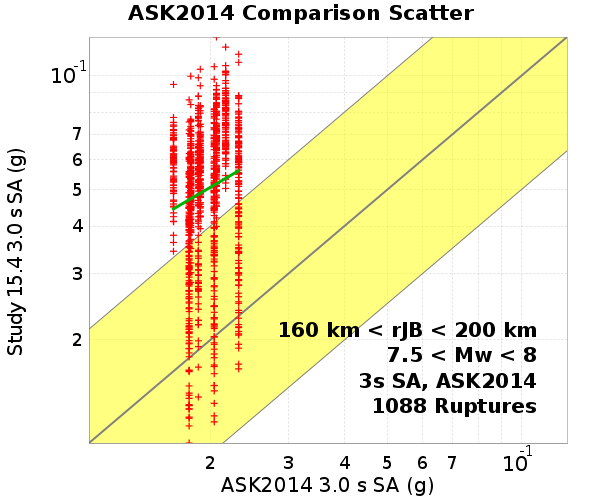 ASK2014 Comparison Scatter
Study 15.4 3.0 s SA (g)
10-1
7
6
5
4
3
2
160 km < rJB < 200 km
7.5 < Mw < 8
3s SA, ASK2014
1088 Ruptures
2 3 4 5 6 7 10-1
ASK2014 3.0 s SA (g)